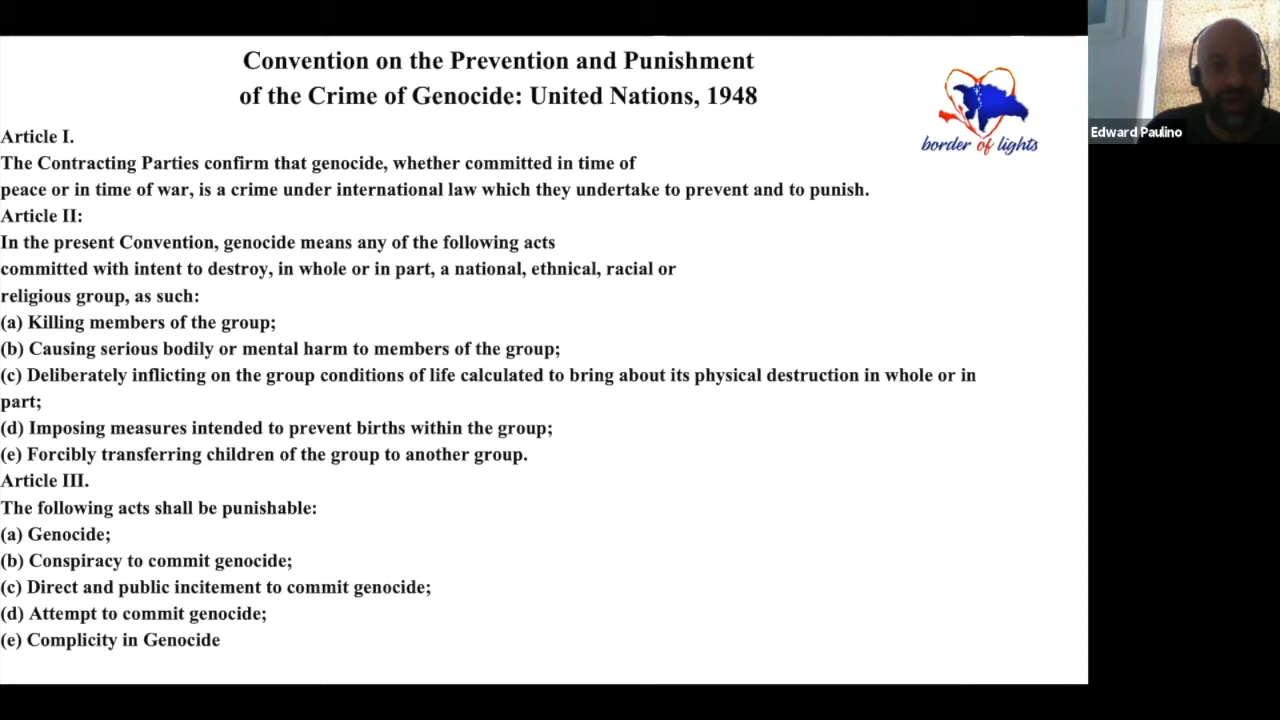 Convention on the Prevention and Punishment
of the Crime of Genocide: United Nations, 1948
Article I.
The Contracting Parties confirm that genocide, whether committed in time of
peace or in time of war, is a crime under international law which they undertake to prevent and to punish.
Article II:
In the present Convention, genocide means any of the following acts
committed with intent to destroy, in whole or in part, a national, ethnical, racial or
religious group, as such:
(a) Killing members of the group;
(b) Causing serious bodily or mental harm to members of the group;
(c) Deliberately inflicting on the group conditions of life calculated to bring about its physical destruction in whole or in
part;
(d) Imposing measures intended to prevent births within the group;
(e) Forcibly transferring children of the group to another group.
Article III.
The following acts shall be punishable:
(a) Genocide;
(b) Conspiracy to commit genocide;
(c) Direct and public incitement to commit genocide;
(d) Attempt to commit genocide;
(e) Complicity in Genocide
border of lights
Edward Paulino